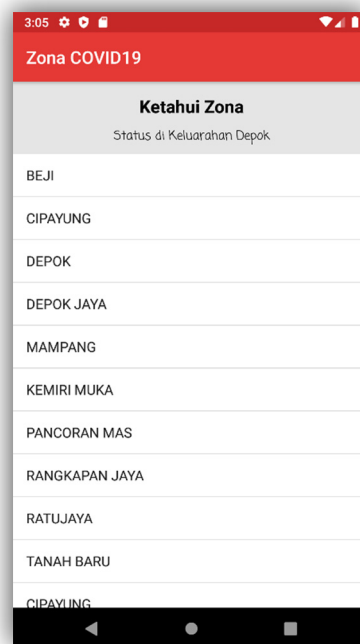 3:05
Zona COVID19
Ketahui Zona
Status di Keluarahan Depok
BEJI
CIPAYUNG
DEPOK
DEPOK JAYA
MAMPANG
KEMIRI MUKA
PANCORAN MAS
RANGKAPAN JAYA
RATUJAYA
TANAH BARU
CIPAYUNG